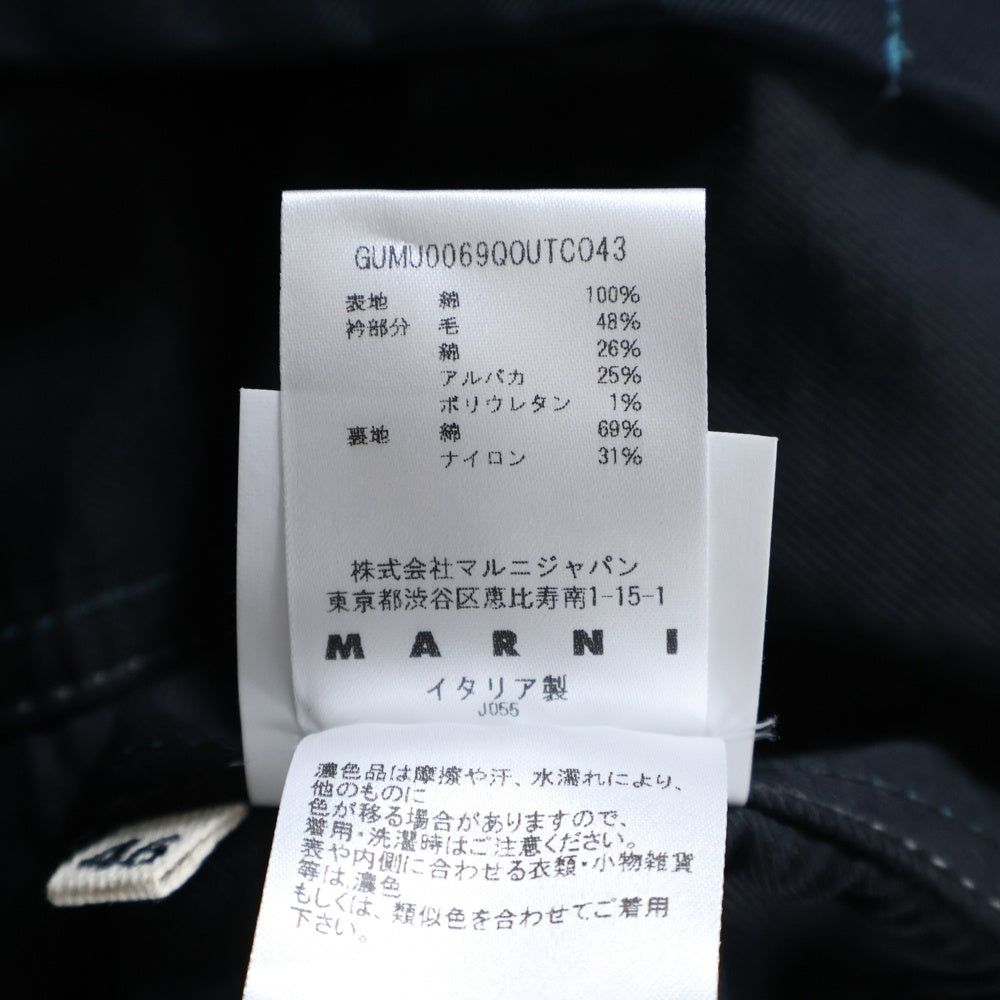 GUMU0069QOUTC043
表地 綿 100%
衿部分 毛 48%
綿 26%
アルパカ 25%
ポリウレタン 1%
裏地 綿 69%
ナイロン 31%
株式会社マルニジャパン
東京都渋谷区恵比寿南1-15-1
MARNI
イタリア製
J055
濃色品は摩擦や汗、水濡れにより、
他のものに
色が移る場合がありますので、
着用・洗濯時はご注意ください。
表や内側に合わせる衣類・小物雑貨
等は、濃色
もしくは、類似色を合わせてご着用
下さい。
46